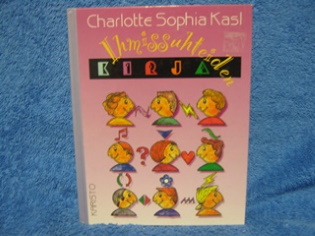 Charlotte Sophia Kasl
Ihmissuhteiden
KIRJA
KARISTO